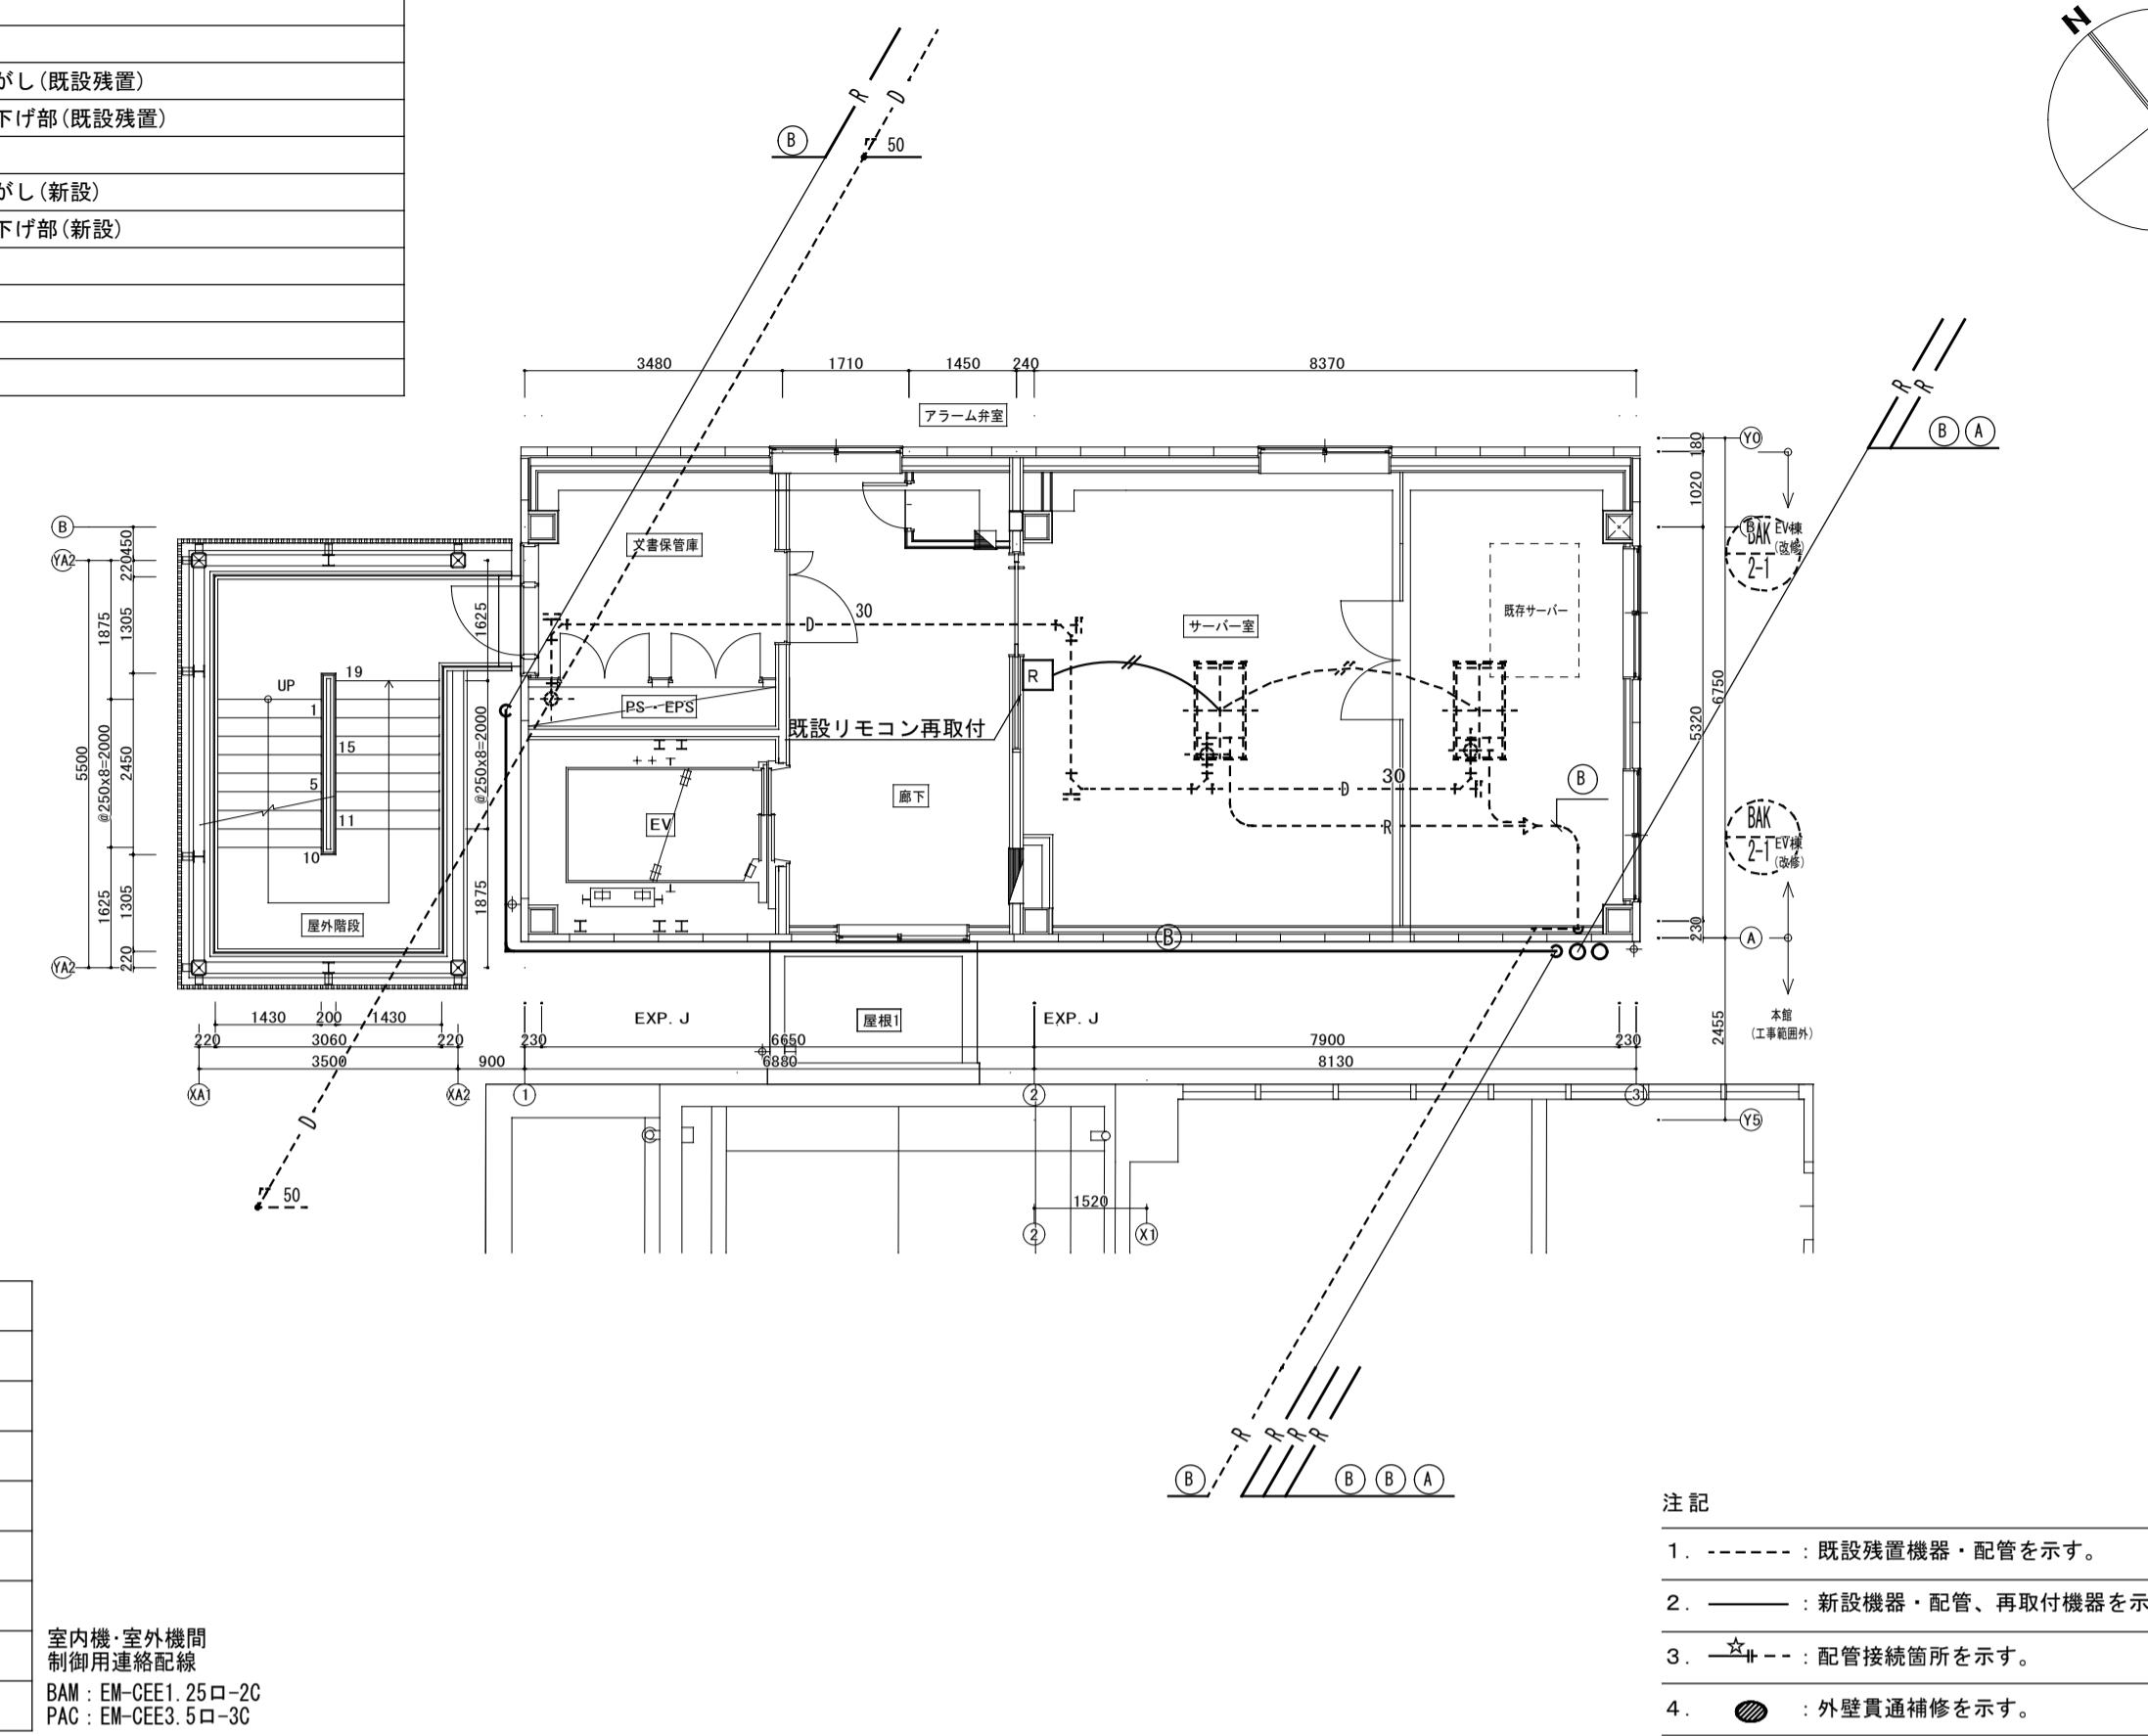 がし(既設残置)
下げ部(既設残置)
がし(新設)
下げ部(新設)
N
R D
B
50
R R
B A
3480 1710 1450 240 8370
アラーム弁室
Y0
180
1020
B
YA2
450
220
1305
1875
5500
@250x8=2000
2450
1625
1305
220
YA2
UP
19
1
15
5
11
10
屋外階段
1625
@250x8=2000
1875
文書保管庫
30
D
PS・EPS
既設リモコン再取付
R
EV
廊下
サーバー室
既存サーバー
30
D
R
B
B
B
BAK
2-1
EV棟
(改修)
6750
5320
BAK
2-1
EV棟
(改修)
230
A
2455
本館
(工事範囲外)
Y5
1430 200 1430
EXP. J
屋根1
EXP. J
220 3060 220 230 6650 7900 230
3500 900 6880 8130
XA1 XA2 1 2 3
D
50
1520
2 X1
R R R R
B
B B A
注記
1. ------ : 既設残置機器・配管を示す。
2. —— : 新設機器・配管、再取付機器を示
3. ☆ : 配管接続箇所を示す。
4. : 外壁貫通補修を示す。
室内機・室外機間
制御用連絡配線
BAM : EM-CEE1.25ロ-2C
PAC : EM-CEE3.5ロ-3C